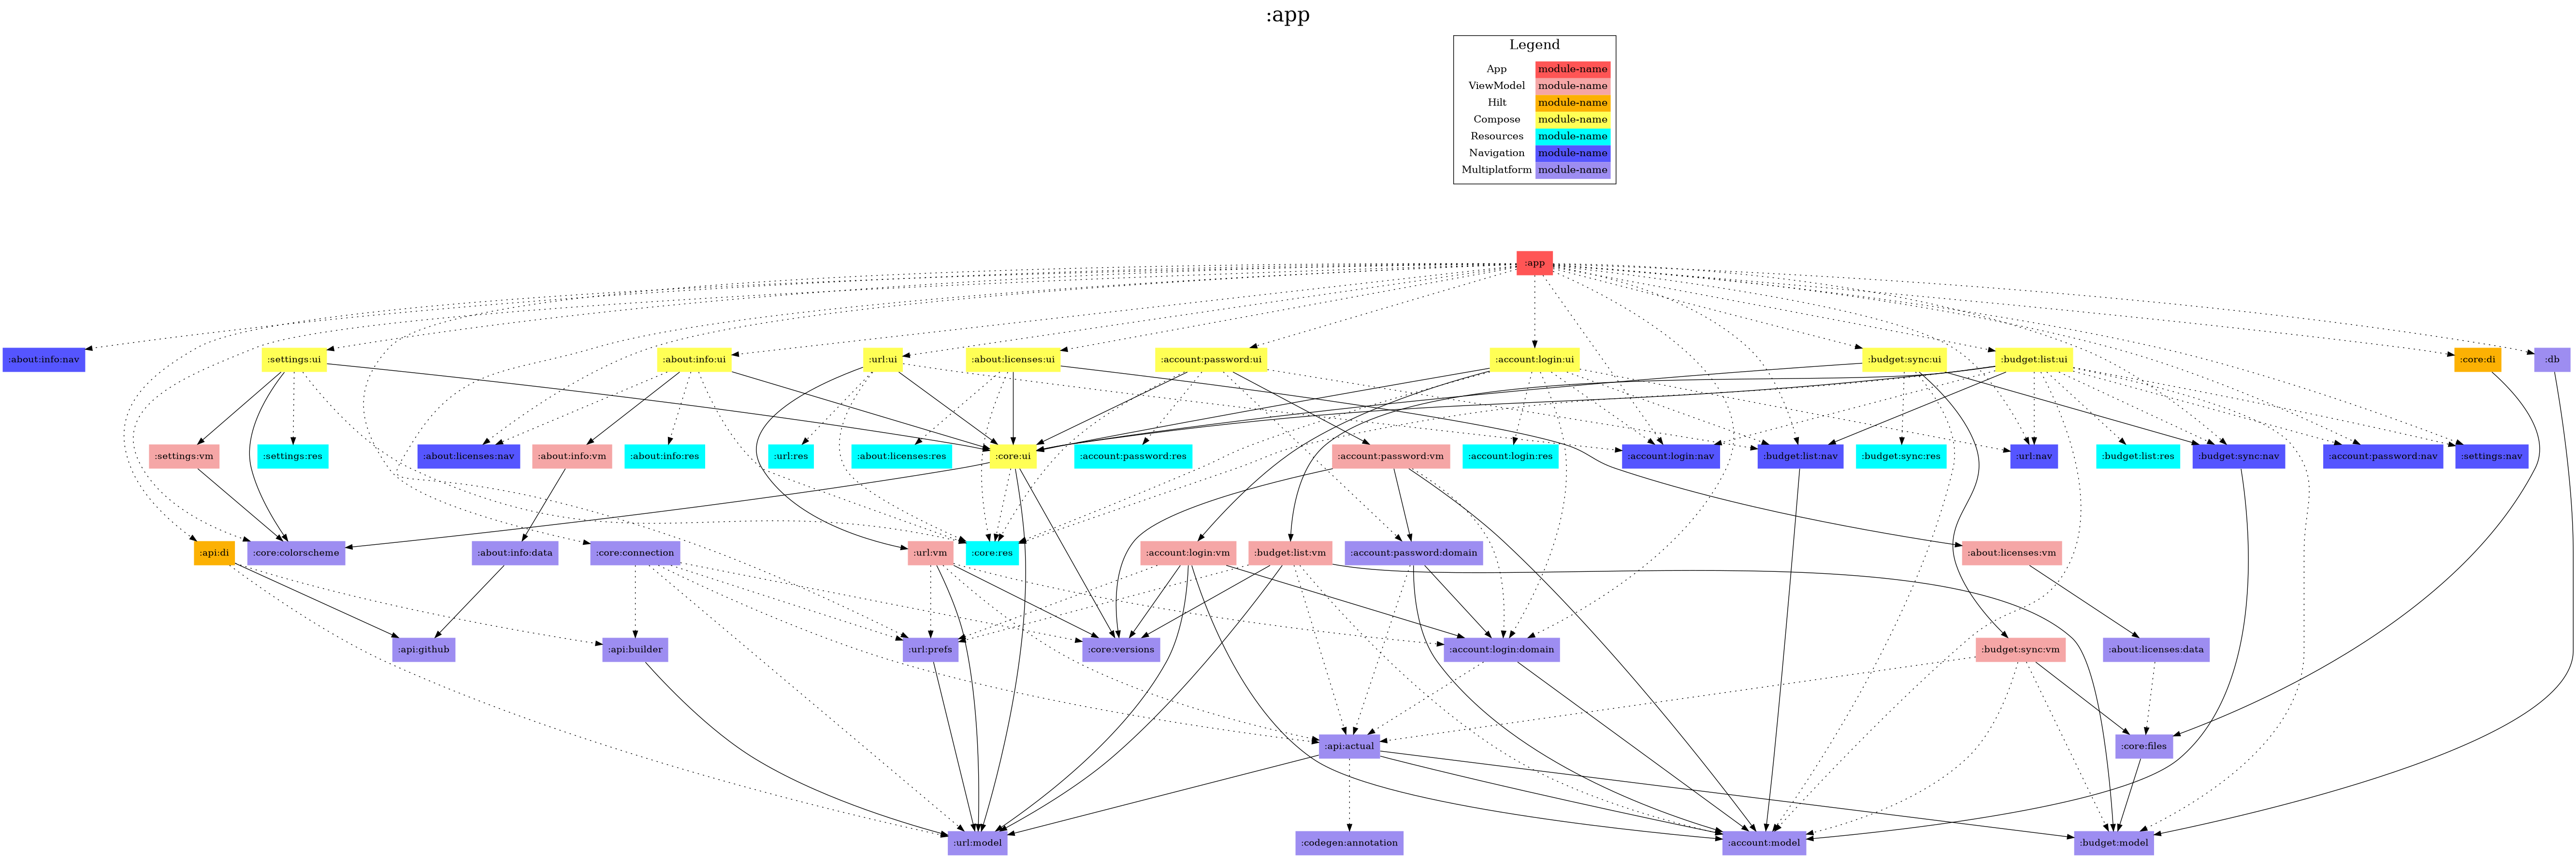 :app
Legend
App module-name
ViewModel module-name
Hilt module-name
Compose module-name
Resources module-name
Navigation module-name
Multiplatform module-name
:app
:about:info:nav :settings:ui :about:info:ui :url:ui :about:licenses:ui :account:password:ui :account:login:ui :budget:sync:ui :budget:list:ui :core:di :db
:settings:vm :settings:res :about:licenses:nav :about:info:vm :about:info:res :url:res :about:licenses:res :core:ui :account:password:res :account:password:vm :account:login:res :account:login:nav :budget:list:nav :budget:sync:res :url:nav :budget:list:res :budget:sync:nav :account:password:nav :settings:nav
:api:di :core:colorscheme :about:info:data :core:connection :url:vm :core:res :account:login:vm :budget:list:vm :account:password:domain :about:licenses:vm
:api:github :api:builder :url:prefs :core:versions :account:login:domain :budget:sync:vm :about:licenses:data
:api:actual :core:files
:url:model :codegen:annotation :account:model :budget:model